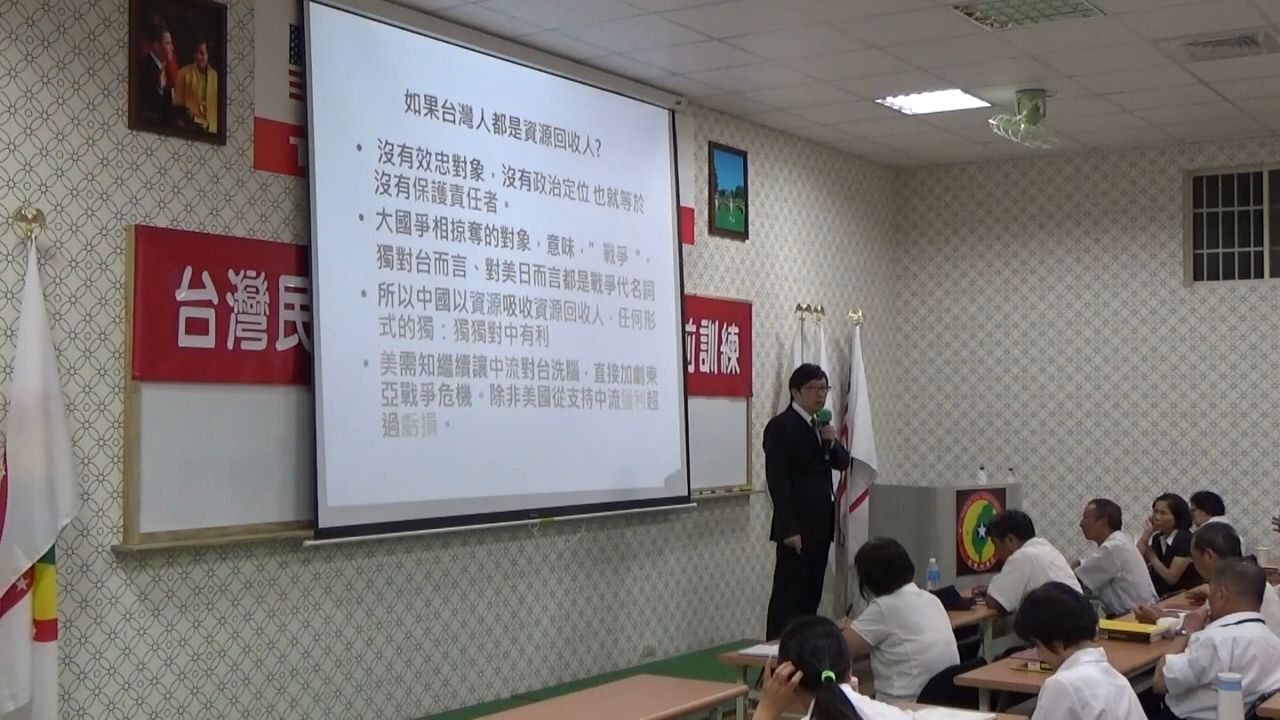 如果台灣人都是資源回收人?
• 沒有效忠對象，沒有政治定位 也就等於
沒有保護責任者。
• 大國爭相掠奪的對象，意味，"戰爭"，
獨對台而言、對美日而言都是戰爭代名詞
• 所以中國以資源吸收資源回收人，任何形
式的獨：獨獨對中有利
• 美需知繼續讓中流對台洗腦，直接加劇東
亞戰爭危機。除非美國從支持中流獲利超
過虧損。
台灣民
前訓練